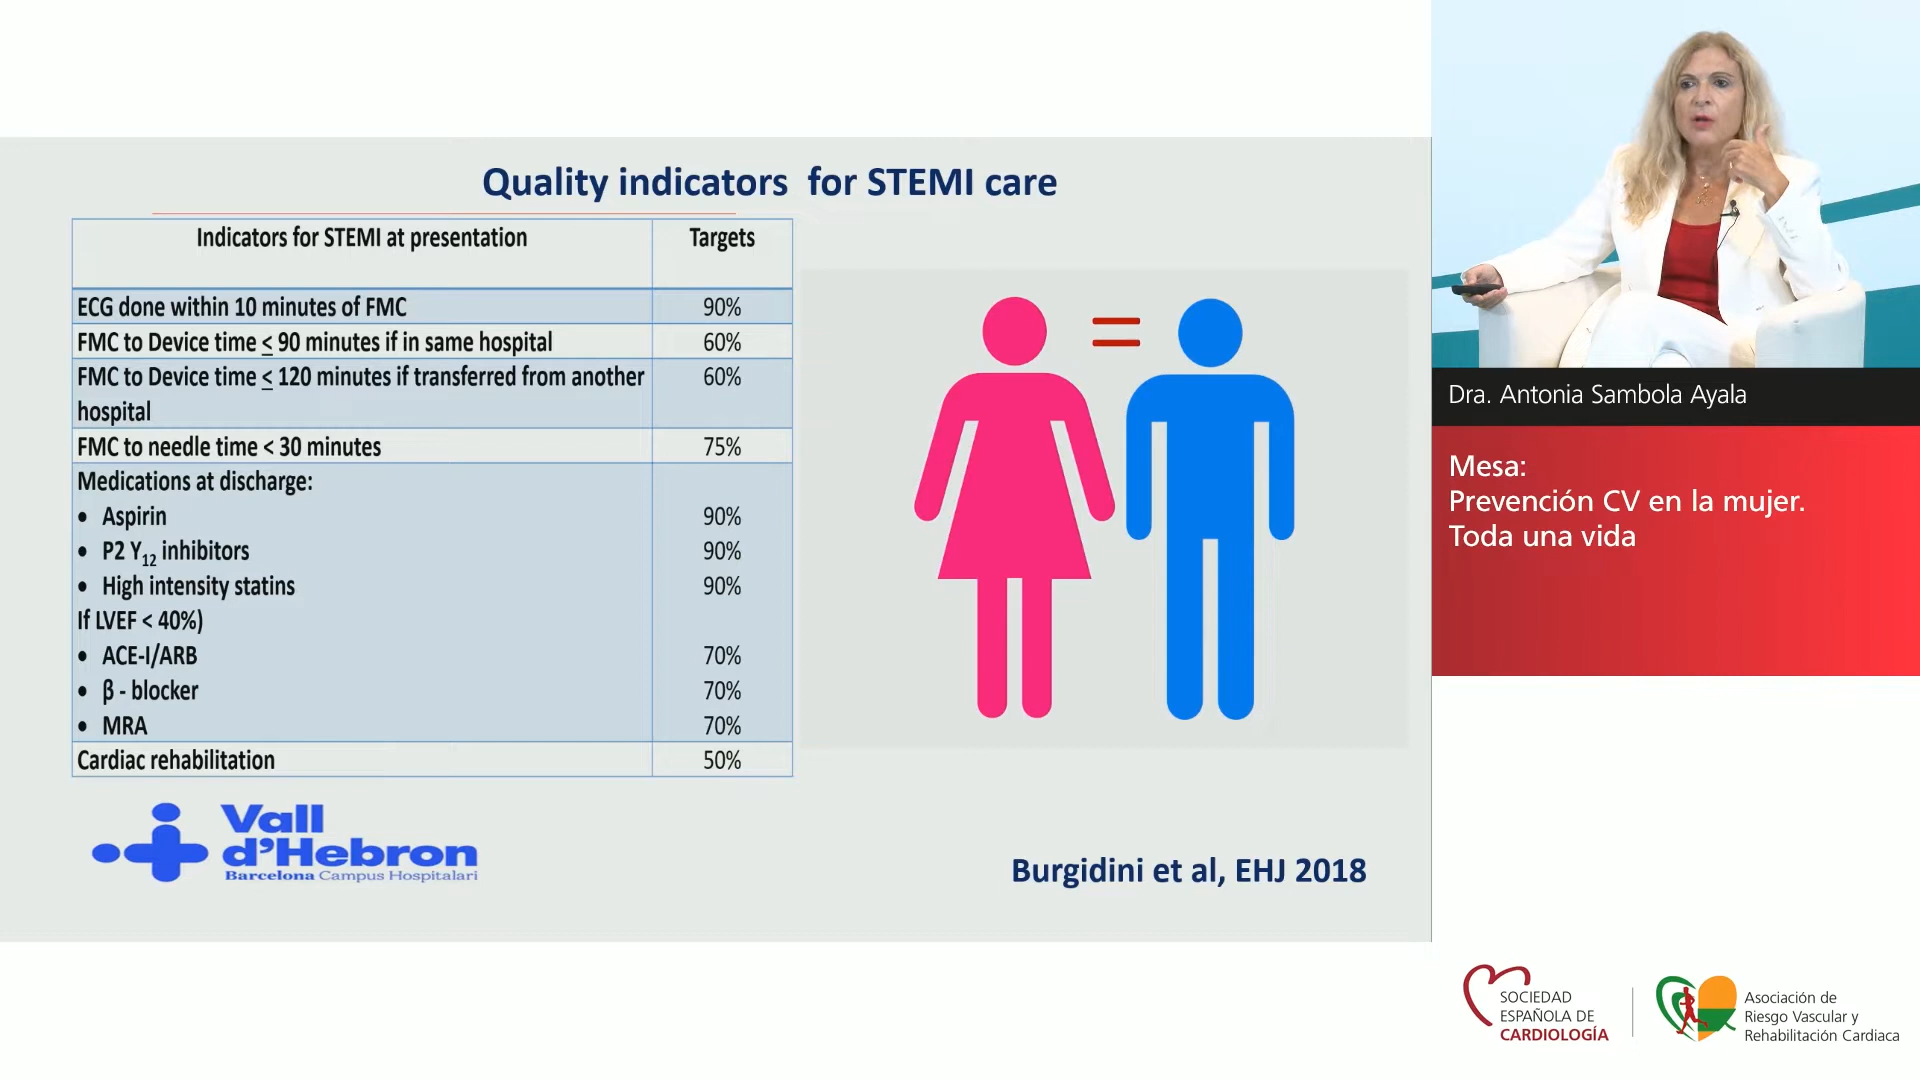 Quality indicators for STEMI care
Indicators for STEMI at presentation Targets
ECG done within 10 minutes of FMC 90%
FMC to Device time ≤ 90 minutes if in same hospital 60%
FMC to Device time ≤ 120 minutes if transferred from another 60%
hospital
FMC to needle time < 30 minutes 75%
Medications at discharge:
• Aspirin 90%
• P2 Y12 inhibitors 90%
• High intensity statins 90%
If LVEF < 40%)
• ACE-I/ARB 70%
• β - blocker 70%
• MRA 70%
Cardiac rehabilitation 50%
=
Vall
d'Hebron
Barcelona Campus Hospitalari
Burgidini et al, EHJ 2018
Dra. Antonia Sambola Ayala
Mesa:
Prevención CV en la mujer.
Toda una vida
SOCIEDAD
ESPAÑOLA DE
CARDIOLOGÍA
Asociación de
Riesgo Vascular y
Rehabilitación Cardiaca